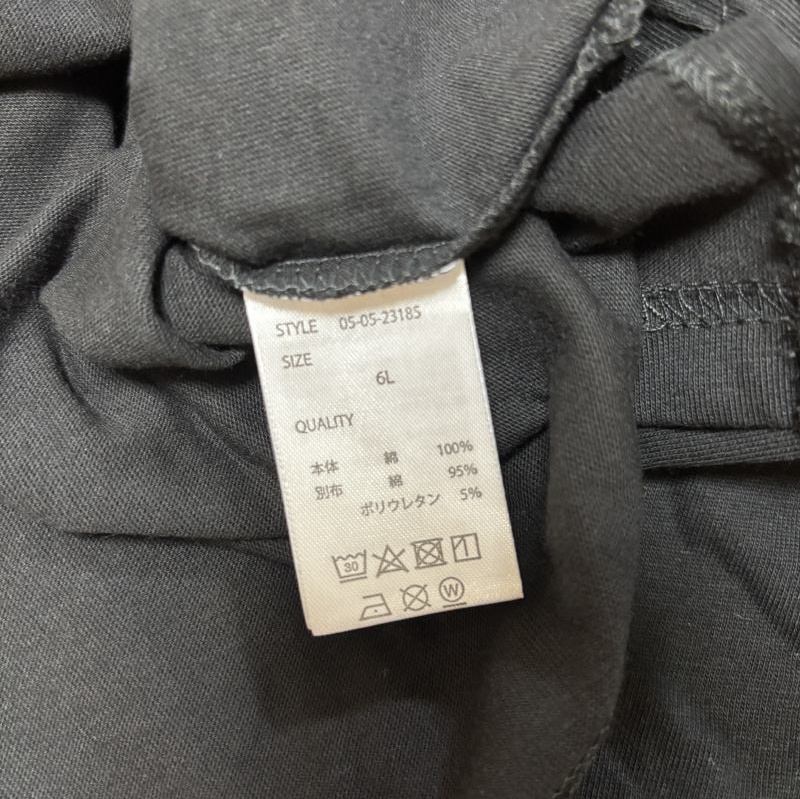 STYLE 05-05-2318S
SIZE
6L
QUALITY
本体 綿 100%
別布 綿 95%
ポリウレタン 5%
30
W